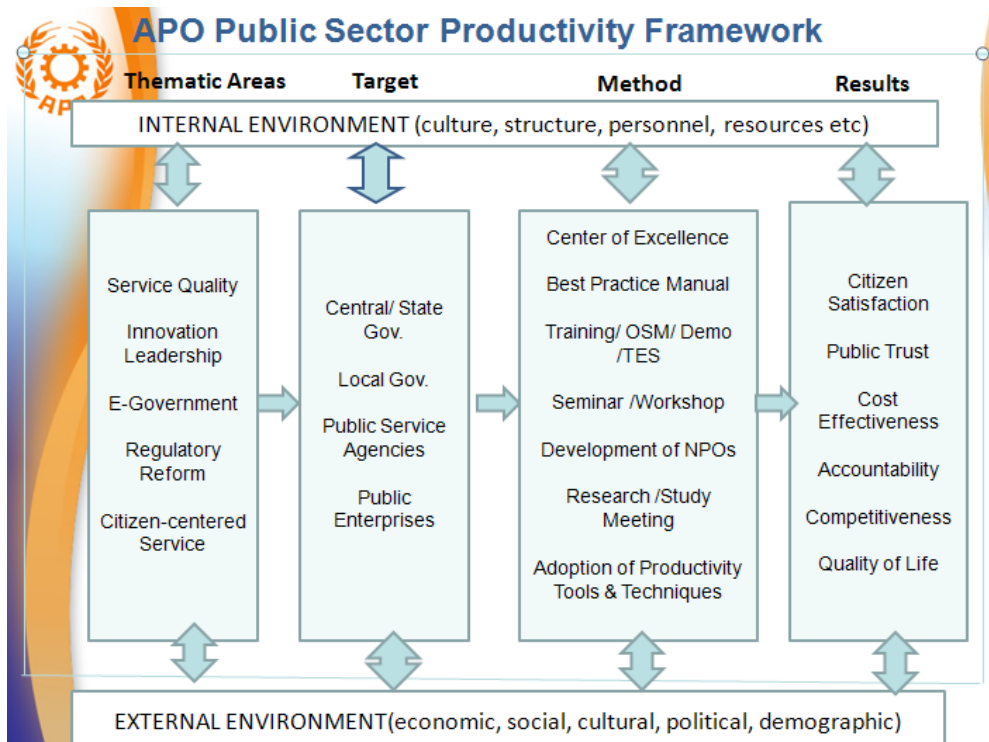 APO Public Sector Productivity Framework
Thematic Areas
Target
Method
Results
INTERNAL ENVIRONMENT (culture, structure, personnel, resources etc)
Service Quality
Innovation
Leadership
E-Government
Regulatory
Reform
Citizen-centered
Service
Central/ State
Gov.
Local Gov.
Public Service
Agencies
Public
Enterprises
Center of Excellence
Best Practice Manual
Training/ OSM/ Demo
/TES
Seminar /Workshop
Development of NPOs
Research /Study
Meeting
Adoption of Productivity
Tools & Techniques
Citizen
Satisfaction
Public Trust
Cost
Effectiveness
Accountability
Competitiveness
Quality of Life
EXTERNAL ENVIRONMENT(economic, social, cultural, political, demographic)
APO